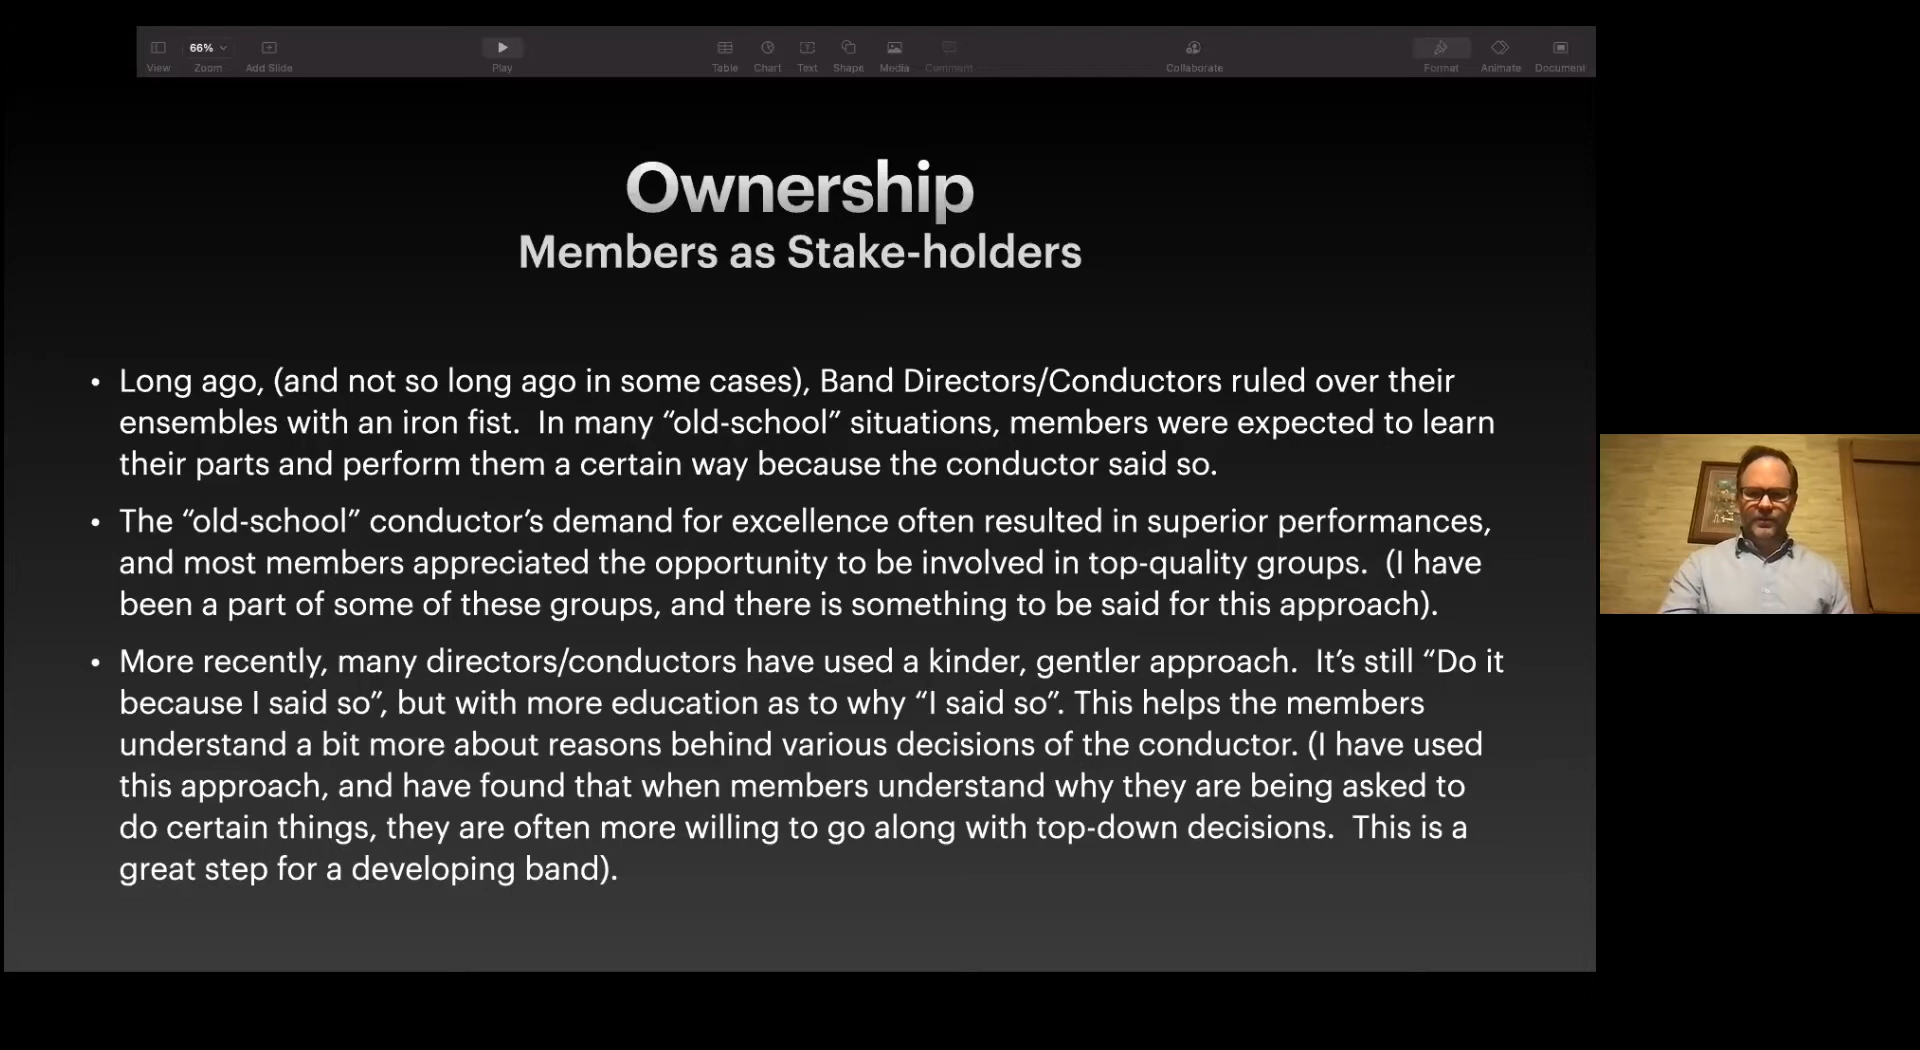 66%
View Zoom Add Slide Play Table Chart Text Shape Media Comment Collaborate Format Animate Document
Ownership
Members as Stake-holders
• Long ago, (and not so long ago in some cases), Band Directors/Conductors ruled over their
ensembles with an iron fist.  In many “old-school” situations, members were expected to learn
their parts and perform them a certain way because the conductor said so.
• The “old-school” conductor’s demand for excellence often resulted in superior performances,
and most members appreciated the opportunity to be involved in top-quality groups.  (I have
been a part of some of these groups, and there is something to be said for this approach).
• More recently, many directors/conductors have used a kinder, gentler approach.  It’s still “Do it
because I said so”, but with more education as to why “I said so”. This helps the members
understand a bit more about reasons behind various decisions of the conductor. (I have used
this approach, and have found that when members understand why they are being asked to
do certain things, they are often more willing to go along with top-down decisions.  This is a
great step for a developing band).